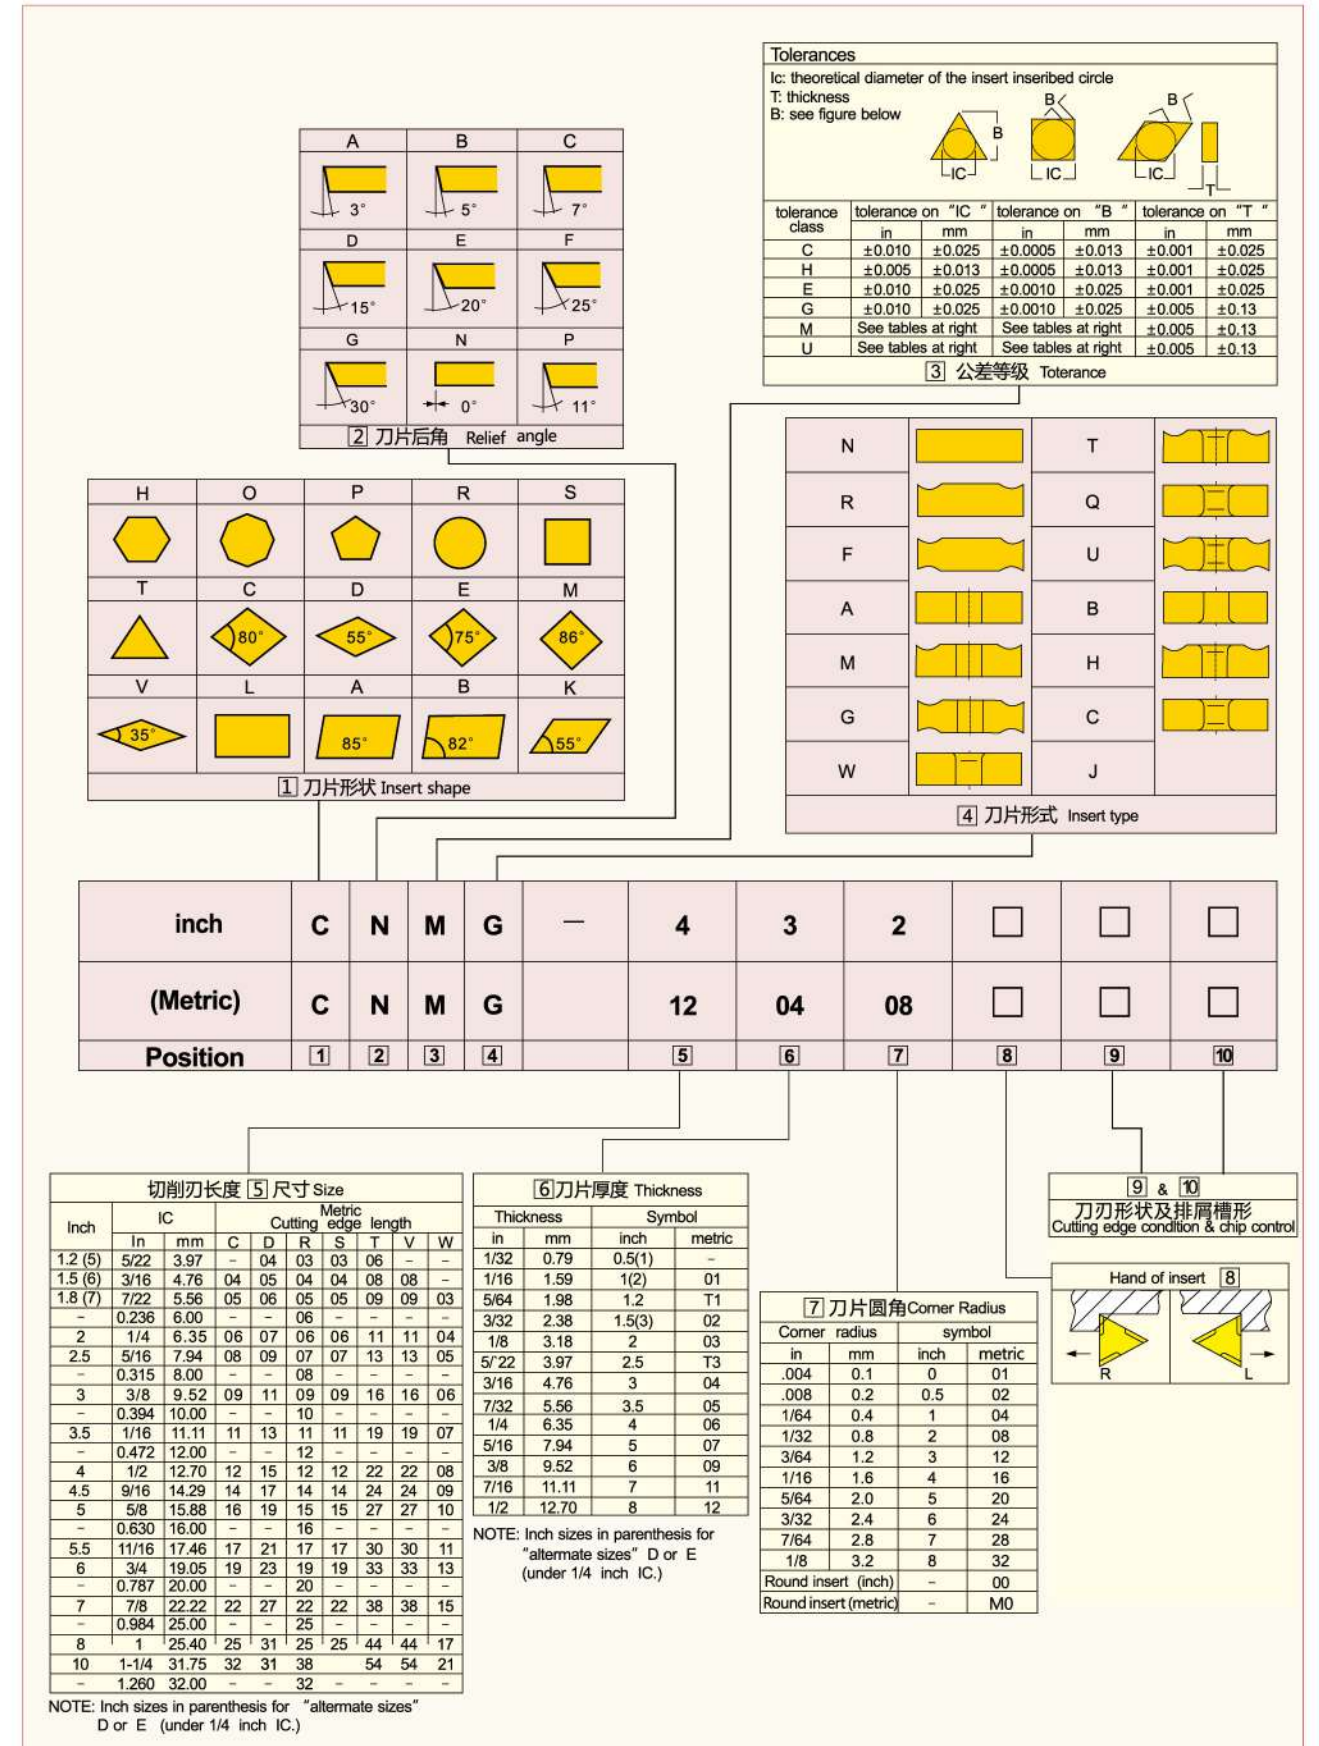 Tolerances
Ic: theoretical diameter of the insert inseribed circle
T: thickness
B: see figure below
B B
B
IC IC IC
T
tolerance class tolerance on "IC " tolerance on "B " tolerance on "T "
in mm in mm in mm
C ±0.010 ±0.025 ±0.0005 ±0.013 ±0.001 ±0.025
H ±0.005 ±0.013 ±0.0005 ±0.013 ±0.001 ±0.025
E ±0.010 ±0.025 ±0.0010 ±0.025 ±0.001 ±0.025
G ±0.010 ±0.025 ±0.0010 ±0.025 ±0.005 ±0.13
M See tables at right See tables at right ±0.005 ±0.13
U See tables at right See tables at right ±0.005 ±0.13
3 公差等级 Toterance
A B C
3° 5° 7°
D E F
15° 20° 25°
G N P
30° 0° 11°
2 刀片后角 Relief angle
H O P R S
T C D E M
80° 55° 75° 86°
V L A B K
35° 85° 82° 55°
1 刀片形状 Insert shape
N T
R Q
F U
A B
M H
G C
W J
4 刀片形式 Insert type
inch C N M G — 4 3 2 □ □ □
(Metric) C N M G 12 04 08 □ □ □
Position 1 2 3 4 5 6 7 8 9 10
切削刃长度 5 尺寸 Size
Inch IC Metric Cutting edge length
In mm C D R S T V W
1.2 (5) 5/22 3.97 – 04 03 03 06 – –
1.5 (6) 3/16 4.76 04 05 04 04 08 08 –
1.8 (7) 7/22 5.56 05 06 05 05 09 09 03
– 0.236 6.00 – – 06 – – – –
2 1/4 6.35 06 07 06 06 11 11 04
2.5 5/16 7.94 08 09 07 07 13 13 05
– 0.315 8.00 – – 08 – – – –
3 3/8 9.52 09 11 09 09 16 16 06
– 0.394 10.00 – – 10 – – – –
3.5 1/16 11.11 11 13 11 11 19 19 07
– 0.472 12.00 – – 12 – – – –
4 1/2 12.70 12 15 12 12 22 22 08
4.5 9/16 14.29 14 17 14 14 24 24 09
5 5/8 15.88 16 19 15 15 27 27 10
– 0.630 16.00 – – 16 – – – –
5.5 11/16 17.46 17 21 17 17 30 30 11
6 3/4 19.05 19 23 19 19 33 33 13
– 0.787 20.00 – – 20 – – – –
7 7/8 22.22 22 27 22 22 38 38 15
– 0.984 25.00 – – 25 – – – –
8 1 25.40 25 31 25 25 44 44 17
10 1-1/4 31.75 32 31 38 54 54 21
– 1.260 32.00 – – 32 – – – –
NOTE: Inch sizes in parenthesis for "altermate sizes"
D or E (under 1/4 inch IC.)
6 刀片厚度 Thickness
Thickness Symbol
in mm inch metric
1/32 0.79 0.5(1) –
1/16 1.59 1(2) 01
5/64 1.98 1.2 T1
3/32 2.38 1.5(3) 02
1/8 3.18 2 03
5/22 3.97 2.5 T3
3/16 4.76 3 04
7/32 5.56 3.5 05
1/4 6.35 4 06
5/16 7.94 5 07
3/8 9.52 6 09
7/16 11.11 7 11
1/2 12.70 8 12
NOTE: Inch sizes in parenthesis for
"altermate sizes" D or E
(under 1/4 inch IC.)
7 刀片圆角 Corner Radius
Corner radius symbol
in mm inch metric
.004 0.1 0 01
.008 0.2 0.5 02
1/64 0.4 1 04
1/32 0.8 2 08
3/64 1.2 3 12
1/16 1.6 4 16
5/64 2.0 5 20
3/32 2.4 6 24
7/64 2.8 7 28
1/8 3.2 8 32
Round insert (inch) – 00
Round insert (metric) – M0
9 & 10
刀刃形状及排屑槽形
Cutting edge condition & chip control
Hand of insert 8
R L